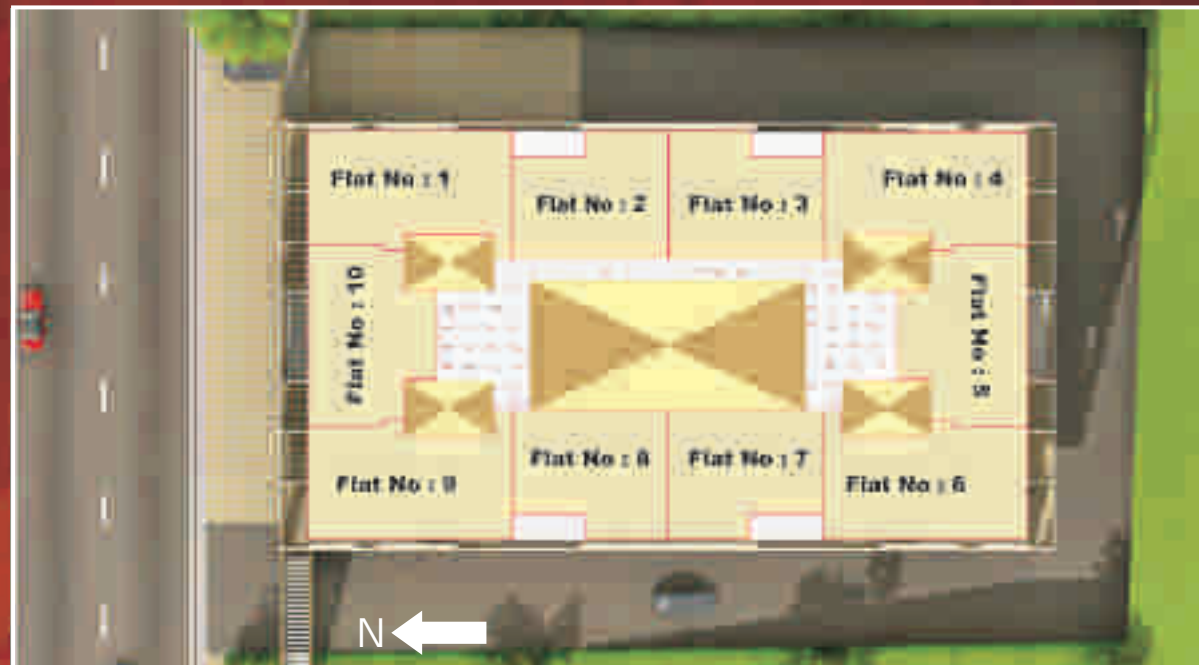 Flat No : 1
Flat No : 2
Flat No : 3
Flat No : 4
Flat No : 10
Flat No : 5
Flat No : 9
Flat No : 8
Flat No : 7
Flat No : 6
N